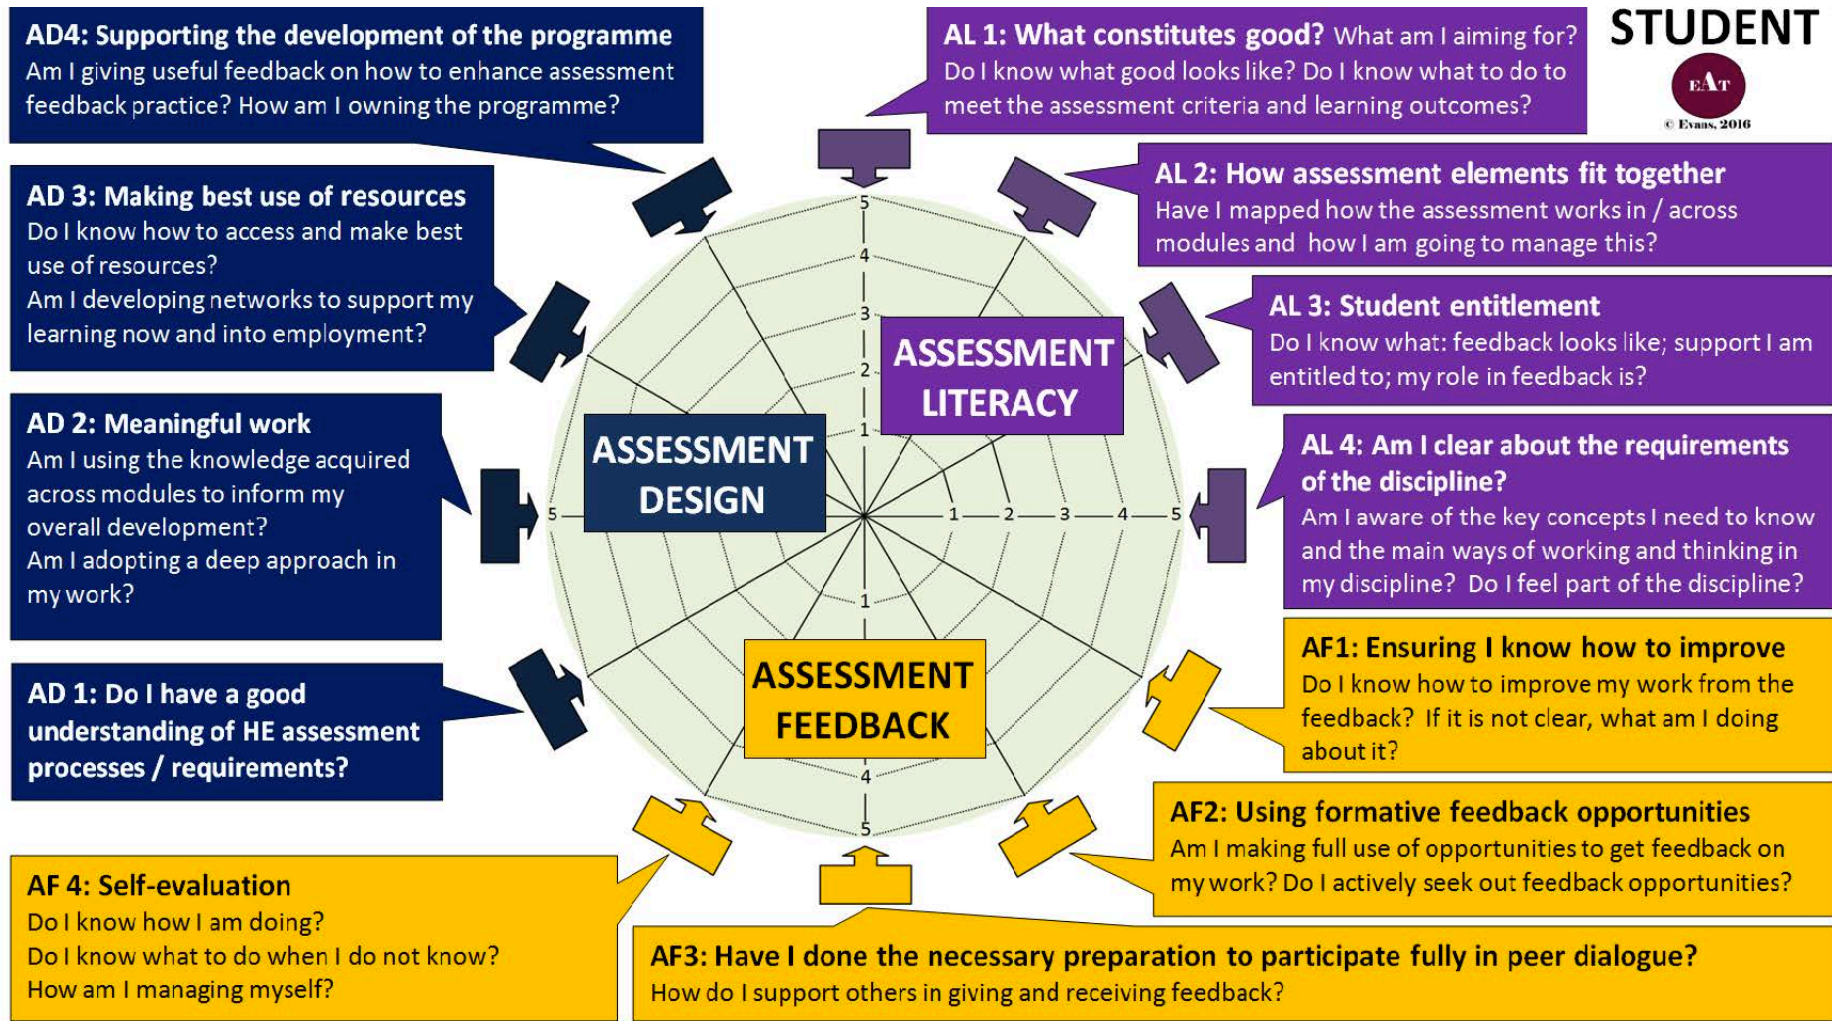 AD4: Supporting the development of the programme
Am I giving useful feedback on how to enhance assessment
feedback practice? How am I owning the programme?
AL 1: What constitutes good? What am I aiming for?
Do I know what good looks like? Do I know what to do to
meet the assessment criteria and learning outcomes?
STUDENT
EAT
© Evans, 2016
AD 3: Making best use of resources
Do I know how to access and make best
use of resources?
Am I developing networks to support my
learning now and into employment?
AL 2: How assessment elements fit together
Have I mapped how the assessment works in / across
modules and how I am going to manage this?
AL 3: Student entitlement
Do I know what: feedback looks like; support I am
entitled to; my role in feedback is?
AD 2: Meaningful work
Am I using the knowledge acquired
across modules to inform my
overall development?
Am I adopting a deep approach in
my work?
AL 4: Am I clear about the requirements
of the discipline?
Am I aware of the key concepts I need to know
and the main ways of working and thinking in
my discipline? Do I feel part of the discipline?
5
4
3
2
1
ASSESSMENT
LITERACY
ASSESSMENT
DESIGN
5
1 2 3 4 5
1
ASSESSMENT
FEEDBACK
4
5
AD 1: Do I have a good
understanding of HE assessment
processes / requirements?
AF1: Ensuring I know how to improve
Do I know how to improve my work from the
feedback? If it is not clear, what am I doing
about it?
AF2: Using formative feedback opportunities
Am I making full use of opportunities to get feedback on
my work? Do I actively seek out feedback opportunities?
AF 4: Self-evaluation
Do I know how I am doing?
Do I know what to do when I do not know?
How am I managing myself?
AF3: Have I done the necessary preparation to participate fully in peer dialogue?
How do I support others in giving and receiving feedback?